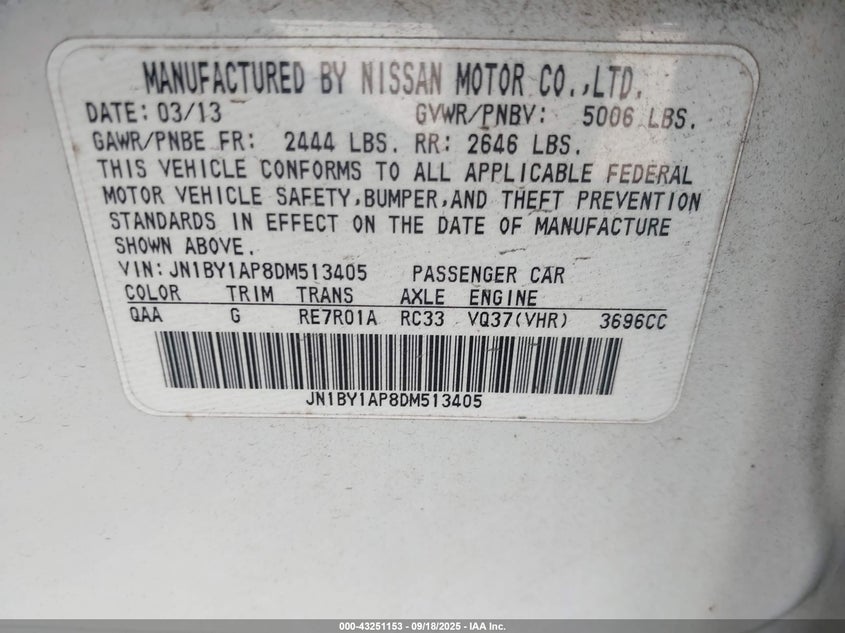 MANUFACTURED BY NISSAN MOTOR CO.,LTD.
DATE: 03/13 GVWR/PNBV: 5006 LBS.
GAWR/PNBE FR: 2444 LBS. RR: 2646 LBS.
THIS VEHICLE CONFORMS TO ALL APPLICABLE FEDERAL
MOTOR VEHICLE SAFETY,BUMPER,AND THEFT PREVENTION
STANDARDS IN EFFECT ON THE DATE OF MANUFACTURE
SHOWN ABOVE.
VIN: JN1BY1AP8DM513405 PASSENGER CAR
COLOR TRIM TRANS AXLE ENGINE
QAA G RE7R01A RC33 VQ37(VHR) 3696CC
JN1BY1AP8DM513405
000-43251153 - 09/18/2025 - IAA Inc.